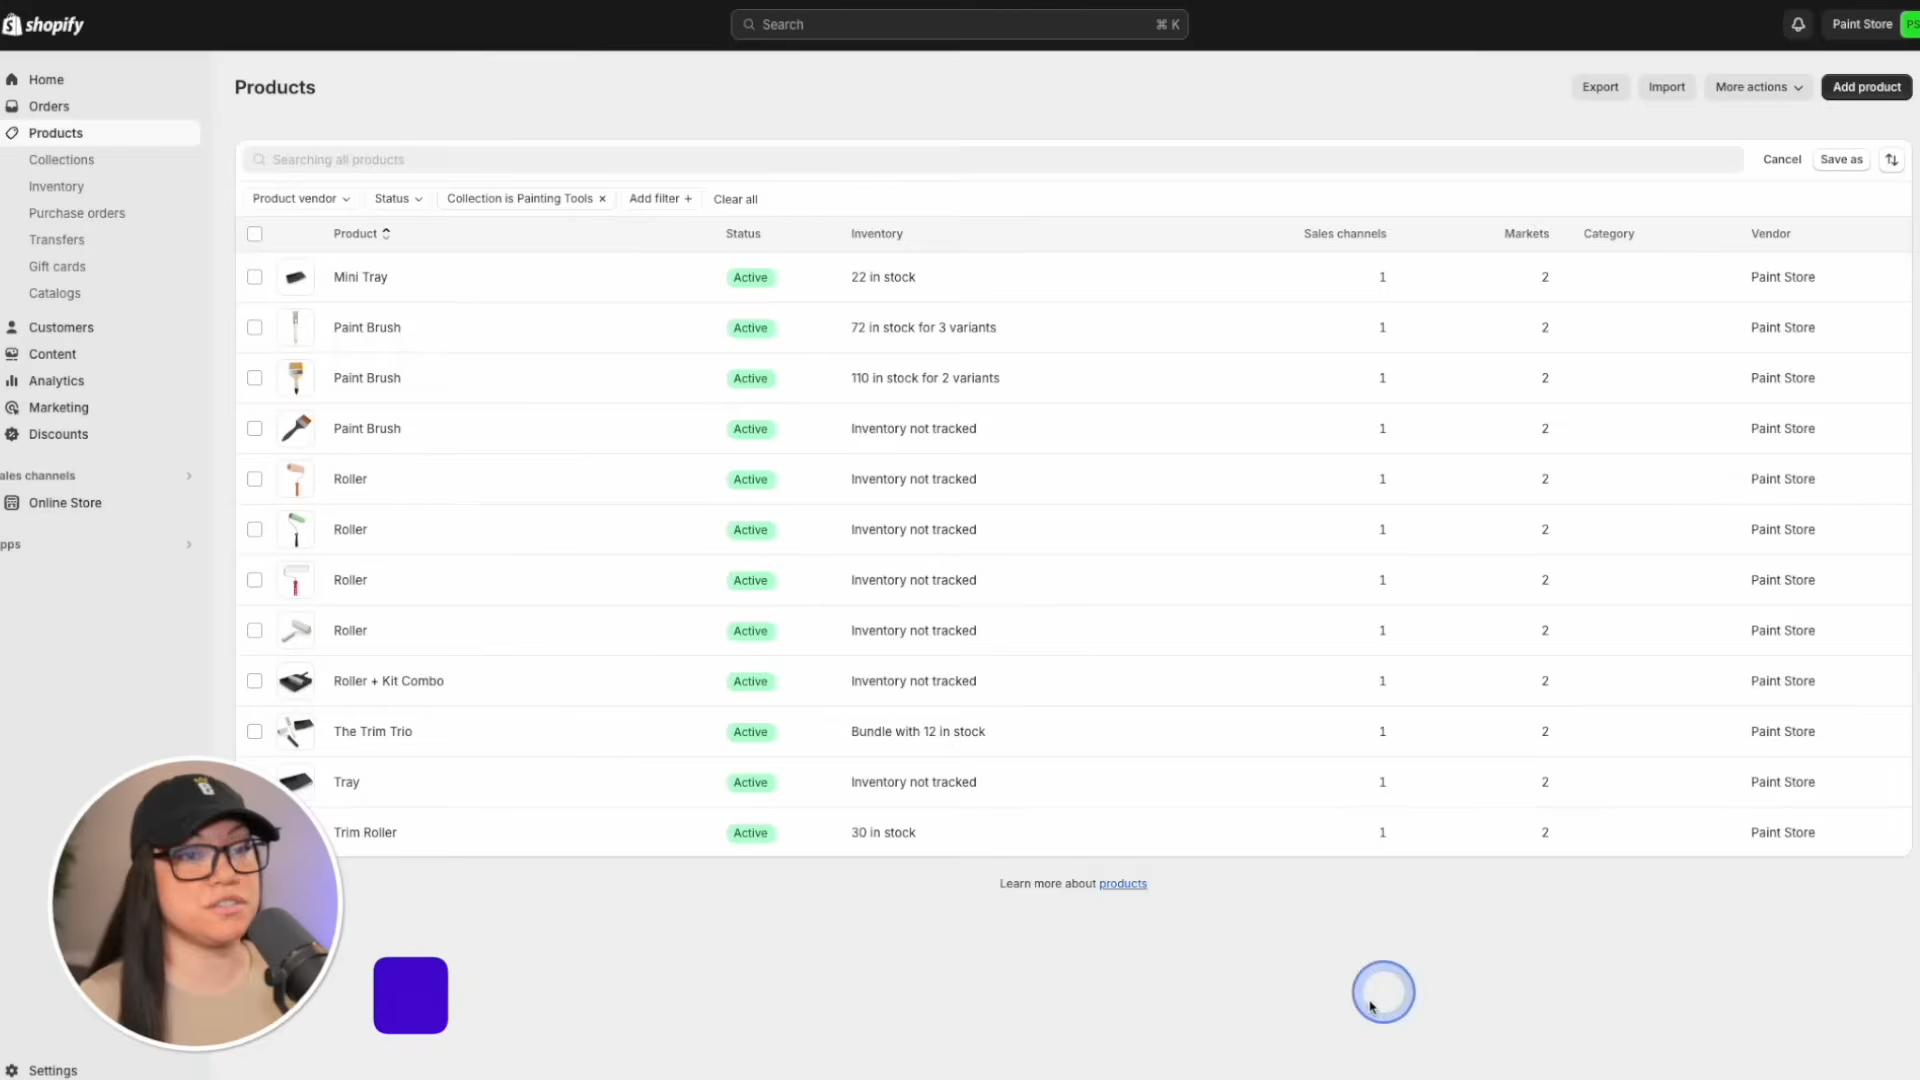 shopify
Search
⌘ K
Paint Store
PS
Home
Orders
Products
Collections
Inventory
Purchase orders
Transfers
Gift cards
Catalogs
Customers
Content
Analytics
Marketing
Discounts
ales channels
Online Store
pps
Settings
Products
Export
Import
More actions
Add product
Searching all products
Cancel
Save as
Product vendor
Status
Collection is Painting Tools ×
Add filter +
Clear all
Product Status Inventory Sales channels Markets Category Vendor
Mini Tray Active 22 in stock 1 2 Paint Store
Paint Brush Active 72 in stock for 3 variants 1 2 Paint Store
Paint Brush Active 110 in stock for 2 variants 1 2 Paint Store
Paint Brush Active Inventory not tracked 1 2 Paint Store
Roller Active Inventory not tracked 1 2 Paint Store
Roller Active Inventory not tracked 1 2 Paint Store
Roller Active Inventory not tracked 1 2 Paint Store
Roller Active Inventory not tracked 1 2 Paint Store
Roller + Kit Combo Active Inventory not tracked 1 2 Paint Store
The Trim Trio Active Bundle with 12 in stock 1 2 Paint Store
Tray Active Inventory not tracked 1 2 Paint Store
Trim Roller Active 30 in stock 1 2 Paint Store
Learn more about products